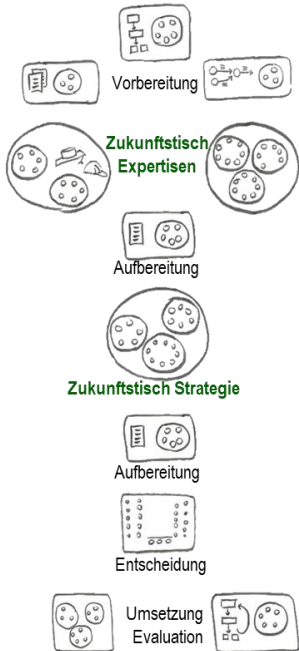 Vorbereitung
Zukunftstisch
Expertisen
Aufbereitung
Zukunftstisch Strategie
Aufbereitung
Entscheidung
Umsetzung
Evaluation